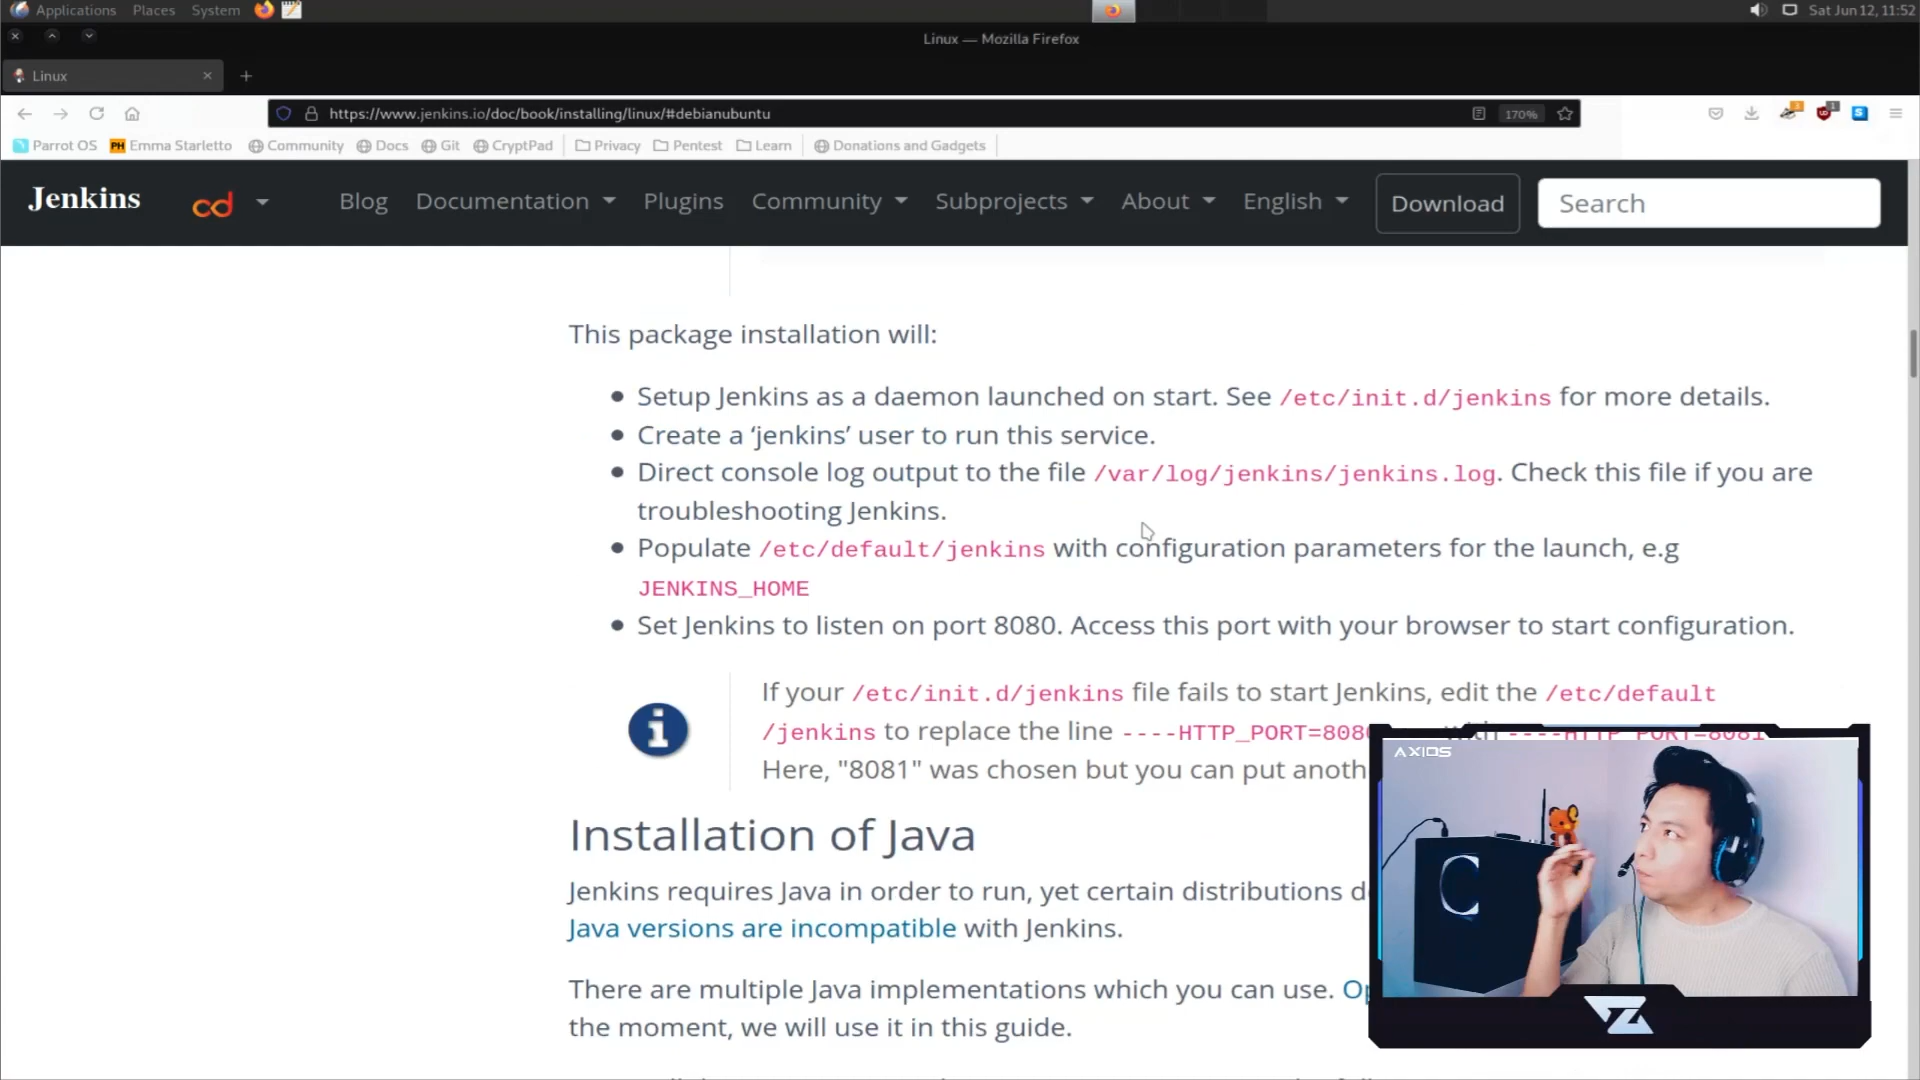 Applications Places System
Sat Jun 12, 11:52
Linux — Mozilla Firefox
Linux
https://www.jenkins.io/doc/book/installing/linux/#debianubuntu
170%
Parrot OS PH Emma Starletto Community Docs Git CryptPad Privacy Pentest Learn Donations and Gadgets
Jenkins cd Blog Documentation Plugins Community Subprojects About English Download Search
This package installation will:
Setup Jenkins as a daemon launched on start. See /etc/init.d/jenkins for more details.
Create a ‘jenkins’ user to run this service.
Direct console log output to the file /var/log/jenkins/jenkins.log. Check this file if you are
troubleshooting Jenkins.
Populate /etc/default/jenkins with configuration parameters for the launch, e.g
JENKINS_HOME
Set Jenkins to listen on port 8080. Access this port with your browser to start configuration.
If your /etc/init.d/jenkins file fails to start Jenkins, edit the /etc/default
/jenkins to replace the line ----HTTP_PORT=808 with ----HTTP_PORT=8081
Here, "8081" was chosen but you can put anoth
AXIOS
Installation of Java
Jenkins requires Java in order to run, yet certain distributions d
Java versions are incompatible with Jenkins.
There are multiple Java implementations which you can use. Op
the moment, we will use it in this guide.